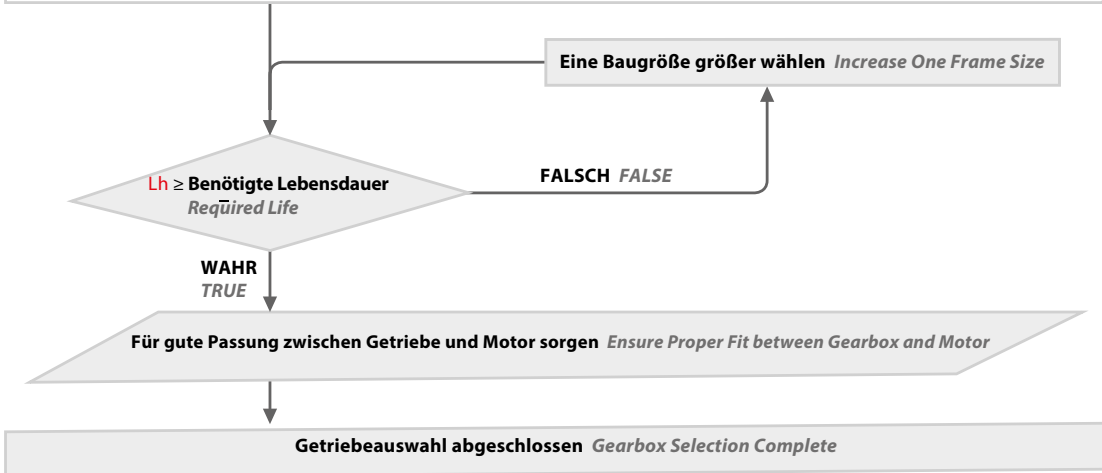 Eine Baugröße größer wählen Increase One Frame Size
Lh ≥ Benötigte Lebensdauer
Required Life
FALSCH FALSE
WAHR
TRUE
Für gute Passung zwischen Getriebe und Motor sorgen Ensure Proper Fit between Gearbox and Motor
Getriebeauswahl abgeschlossen Gearbox Selection Complete